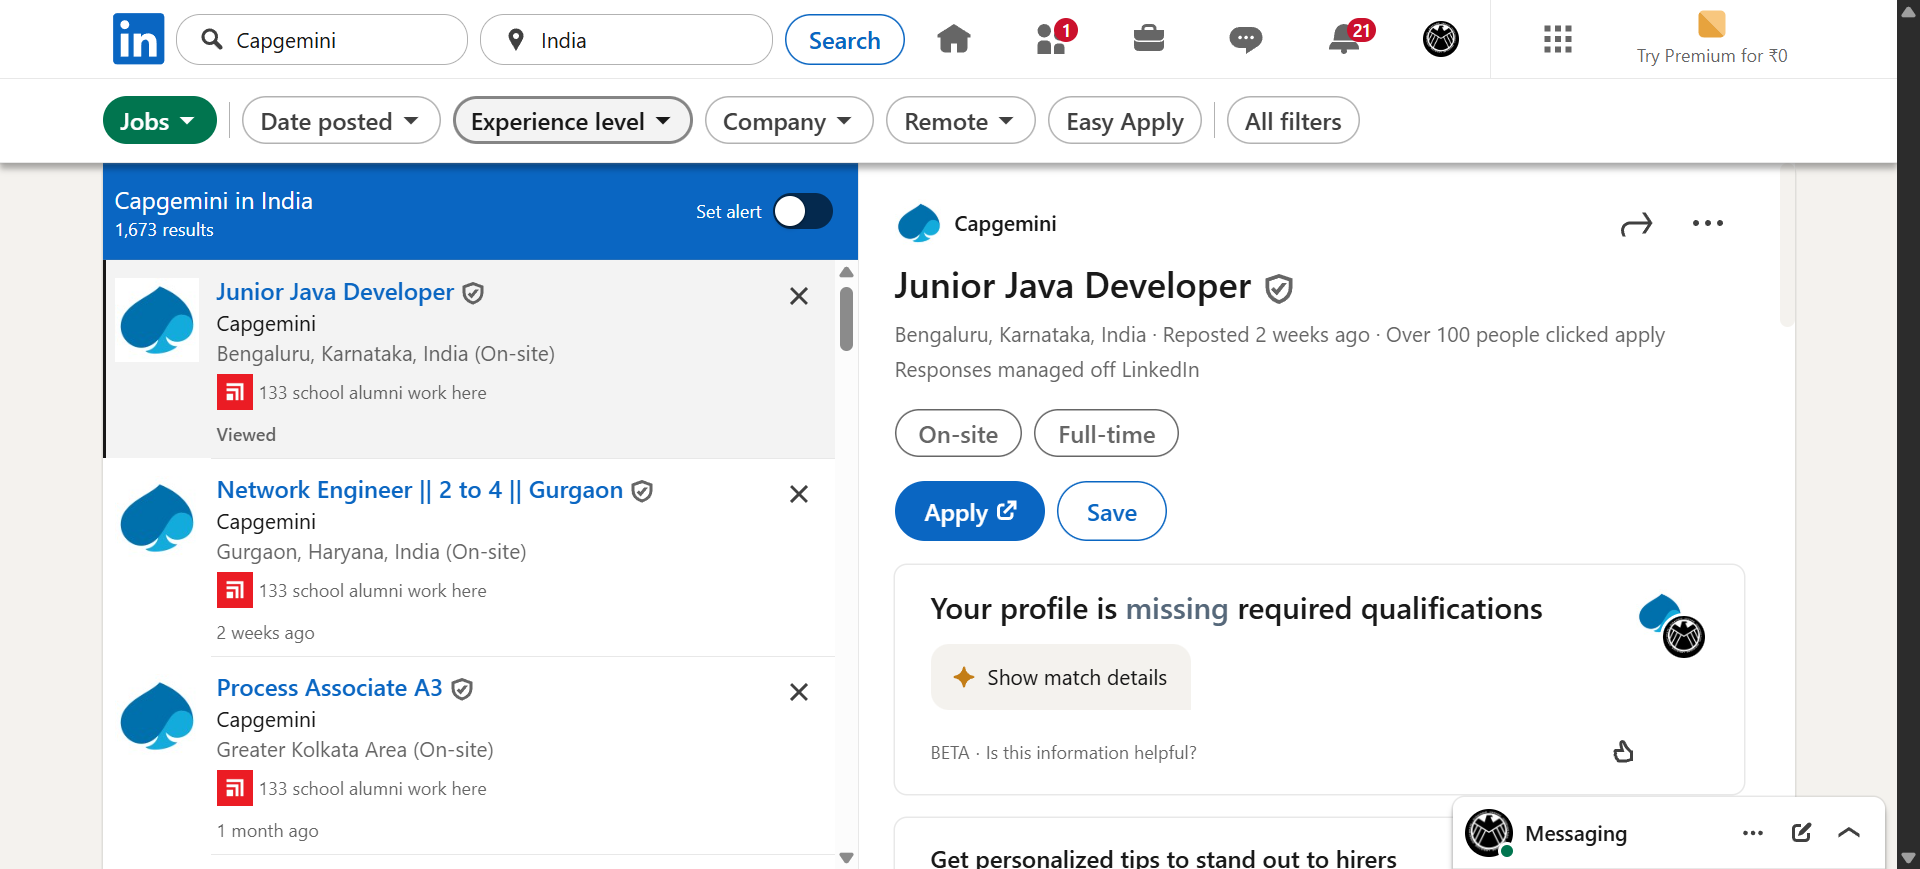 in
Capgemini
India
Search
1
21
Try Premium for ₹0
Jobs
Date posted
Experience level
Company
Remote
Easy Apply
All filters
Capgemini in India
1,673 results
Set alert
Junior Java Developer
Capgemini
Bengaluru, Karnataka, India (On-site)
133 school alumni work here
Viewed
Network Engineer || 2 to 4 || Gurgaon
Capgemini
Gurgaon, Haryana, India (On-site)
133 school alumni work here
2 weeks ago
Process Associate A3
Capgemini
Greater Kolkata Area (On-site)
133 school alumni work here
1 month ago
Capgemini
Junior Java Developer
Bengaluru, Karnataka, India · Reposted 2 weeks ago · Over 100 people clicked apply
Responses managed off LinkedIn
On-site
Full-time
Apply
Save
Your profile is missing required qualifications
Show match details
BETA · Is this information helpful?
Get personalized tips to stand out to hirers
Messaging